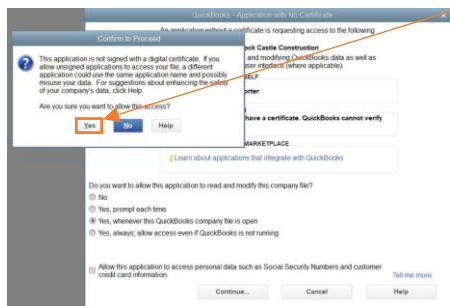 QuickBooks - Application with No Certificate
An application without a certificate is requesting access to the following
Confirm to Proceed
ock Castle Construction
and modifying QuickBooks data as well as
user interface (where applicable).
ELF
orter
have a certificate. QuickBooks cannot verify
This application is not signed with a digital certificate. If you
allow unsigned applications to access your file, a different
application could use the same application name and possibly
misuse your data. For suggestions about enhancing the safety
of your company's data, click Help.
Are you sure you want to allow this access?
Yes No Help
MARKETPLACE
Learn about applications that integrate with QuickBooks
Do you want to allow this application to read and modify this company file?
No
Yes, prompt each time
Yes, whenever this QuickBooks company file is open
Yes, always; allow access even if QuickBooks is not running
Allow this application to access personal data such as Social Security Numbers and customer
credit card information. Tell me more
Continue... Cancel Help